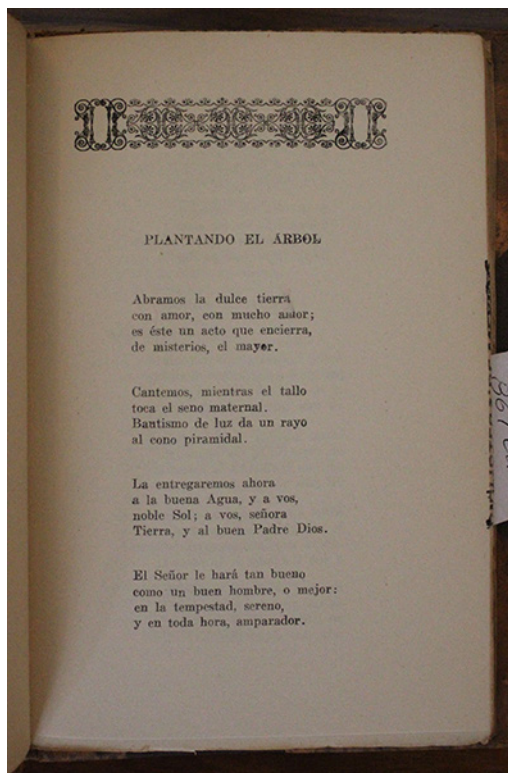 PLANTANDO EL ÁRBOL
Abramos la dulce tierra
con amor, con mucho amor;
es éste un acto que encierra,
de misterios, el mayor.
Cantemos, mientras el tallo
toca el seno maternal.
Bautismo de luz da un rayo
al cono piramidal.
La entregaremos ahora
a la buena Agua, y a vos,
noble Sol; a vos, señora
Tierra, y al buen Padre Dios.
El Señor le hará tan bueno
como un buen hombre, o mejor:
en la tempestad, sereno,
y en toda hora, amparador.